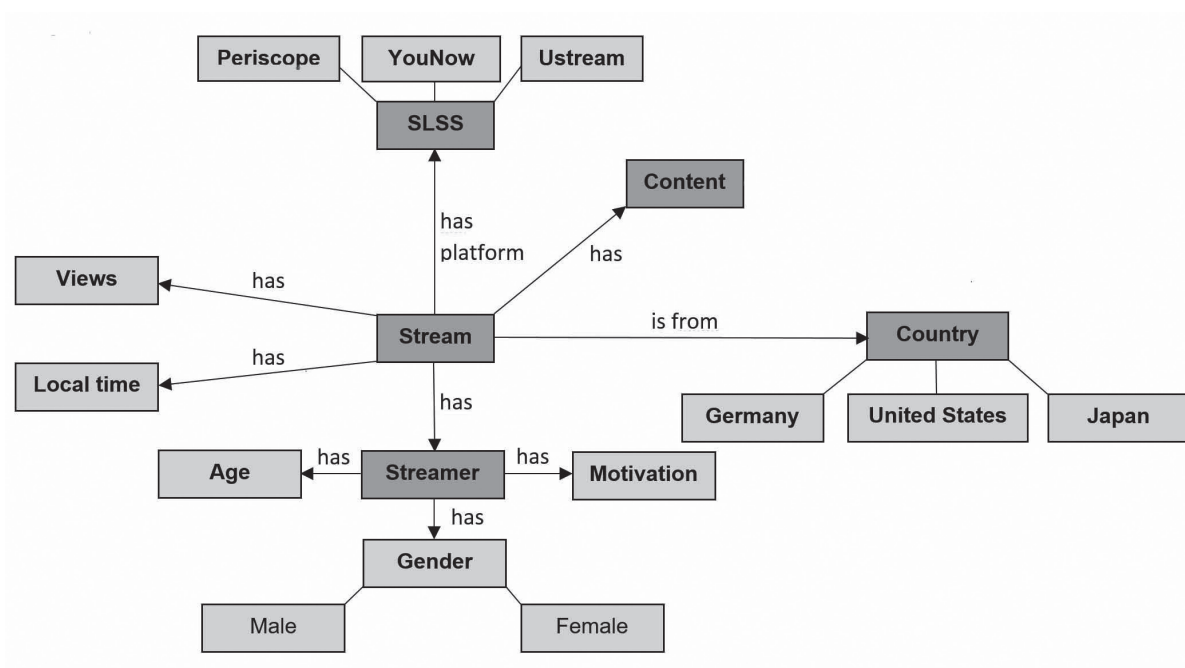 Periscope
YouNow
Ustream
SLSS
Content
has
platform
has
Views
has
is from
Country
Stream
has
Local time
has
Germany
United States
Japan
Age
has
Streamer
has
Motivation
has
Gender
Male
Female